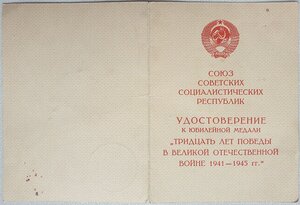 СОЮЗ
СОВЕТСКИХ
СОЦИАЛИСТИЧЕСКИХ
РЕСПУБЛИК
УДОСТОВЕРЕНИЕ
К ЮБИЛЕЙНОЙ МЕДАЛИ
„ТРИДЦАТЬ ЛЕТ ПОБЕДЫ
В ВЕЛИКОЙ ОТЕЧЕСТВЕННОЙ
ВОЙНЕ 1941—1945 гг.“